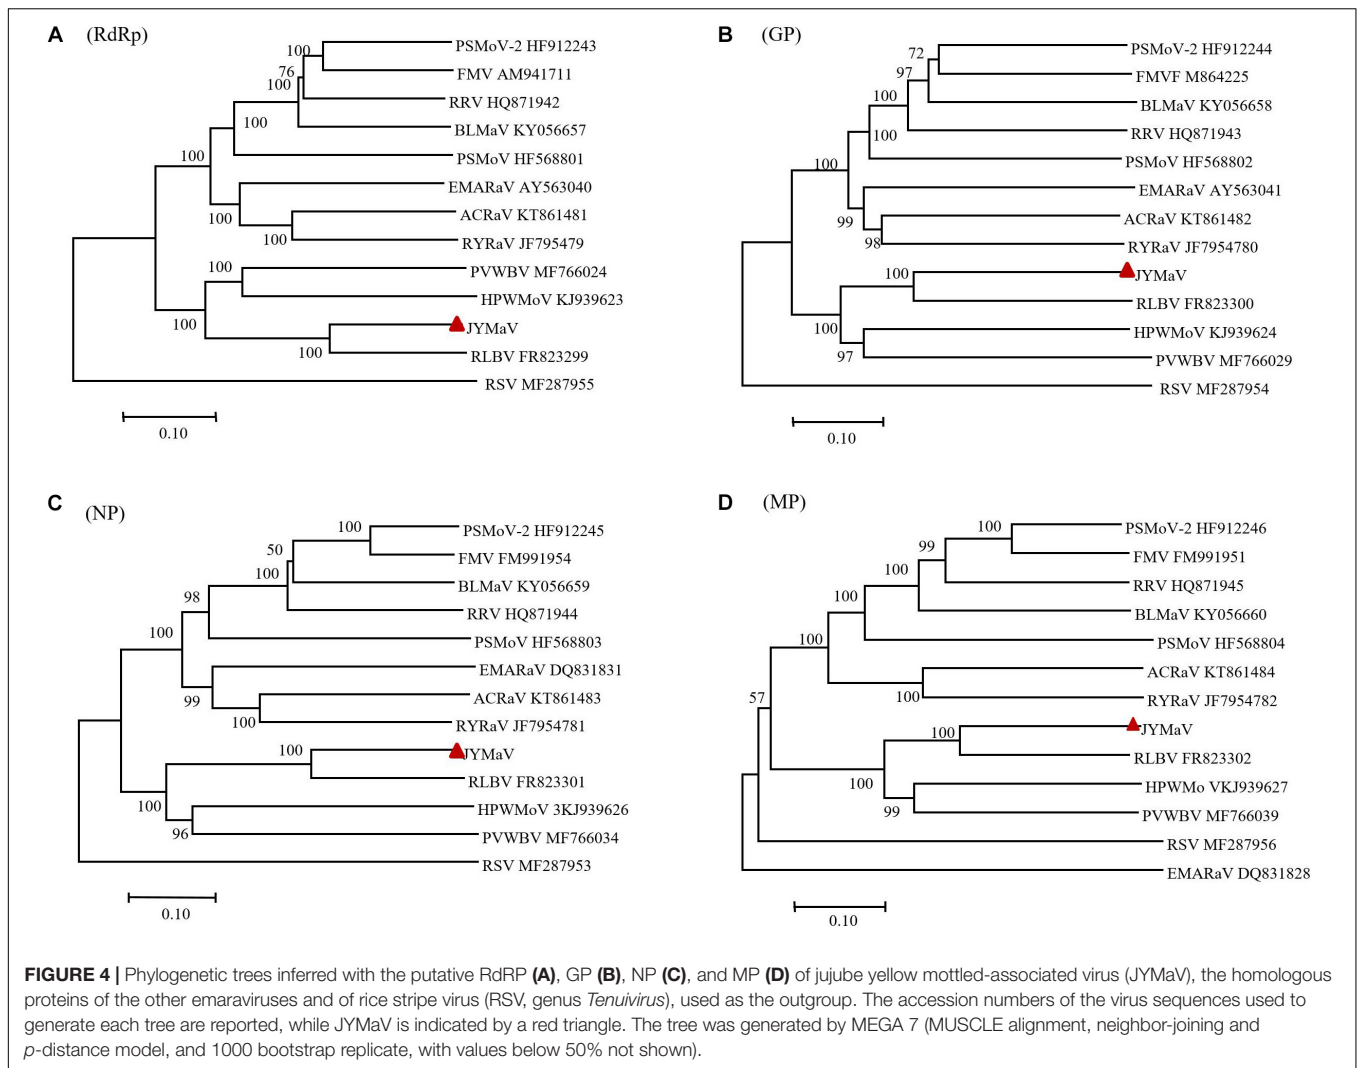 A (RdRp)
100
PSMoV-2 HF912243
76
FMV AM941711
100
RRV HQ871942
100
BLMaV KY056657
100
PSMoV HF568801
EMARaV AY563040
100
ACRaV KT861481
100
RYRaV JF795479
100
PVWBV MF766024
HPWMoV KJ939623
100
JYMaV
100
RLBV FR823299
RSV MF287955
0.10
B (GP)
72
PSMoV-2 HF912244
97
FMVF M864225
100
BLMaV KY056658
100
RRV HQ871943
100
PSMoV HF568802
EMARaV AY563041
99
ACRaV KT861482
98
RYRaV JF7954780
100
JYMaV
RLBV FR823300
100
HPWMoV KJ939624
97
PVWBV MF766029
RSV MF287954
0.10
C (NP)
100
PSMoV-2 HF912245
50
FMV FM991954
100
BLMaV KY056659
98
RRV HQ871944
100
PSMoV HF568803
EMARaV DQ831831
99
ACRaV KT861483
100
RYRaV JF7954781
100
JYMaV
RLBV FR823301
100
HPWMoV 3KJ939626
96
PVWBV MF766034
RSV MF287953
0.10
D (MP)
100
PSMoV-2 HF912246
99
FMV FM991951
100
RRV HQ871945
100
BLMaV KY056660
100
PSMoV HF568804
ACRaV KT861484
100
RYRaV JF7954782
57
JYMaV
100
RLBV FR823302
100
HPWMo VKJ939627
99
PVWBV MF766039
RSV MF287956
EMARaV DQ831828
0.10
FIGURE 4 | Phylogenetic trees inferred with the putative RdRP (A), GP (B), NP (C), and MP (D) of jujube yellow mottled-associated virus (JYMaV), the homologous
proteins of the other emaraviruses and of rice stripe virus (RSV, genus Tenuivirus), used as the outgroup. The accession numbers of the virus sequences used to
generate each tree are reported, while JYMaV is indicated by a red triangle. The tree was generated by MEGA 7 (MUSCLE alignment, neighbor-joining and
p-distance model, and 1000 bootstrap replicate, with values below 50% not shown).